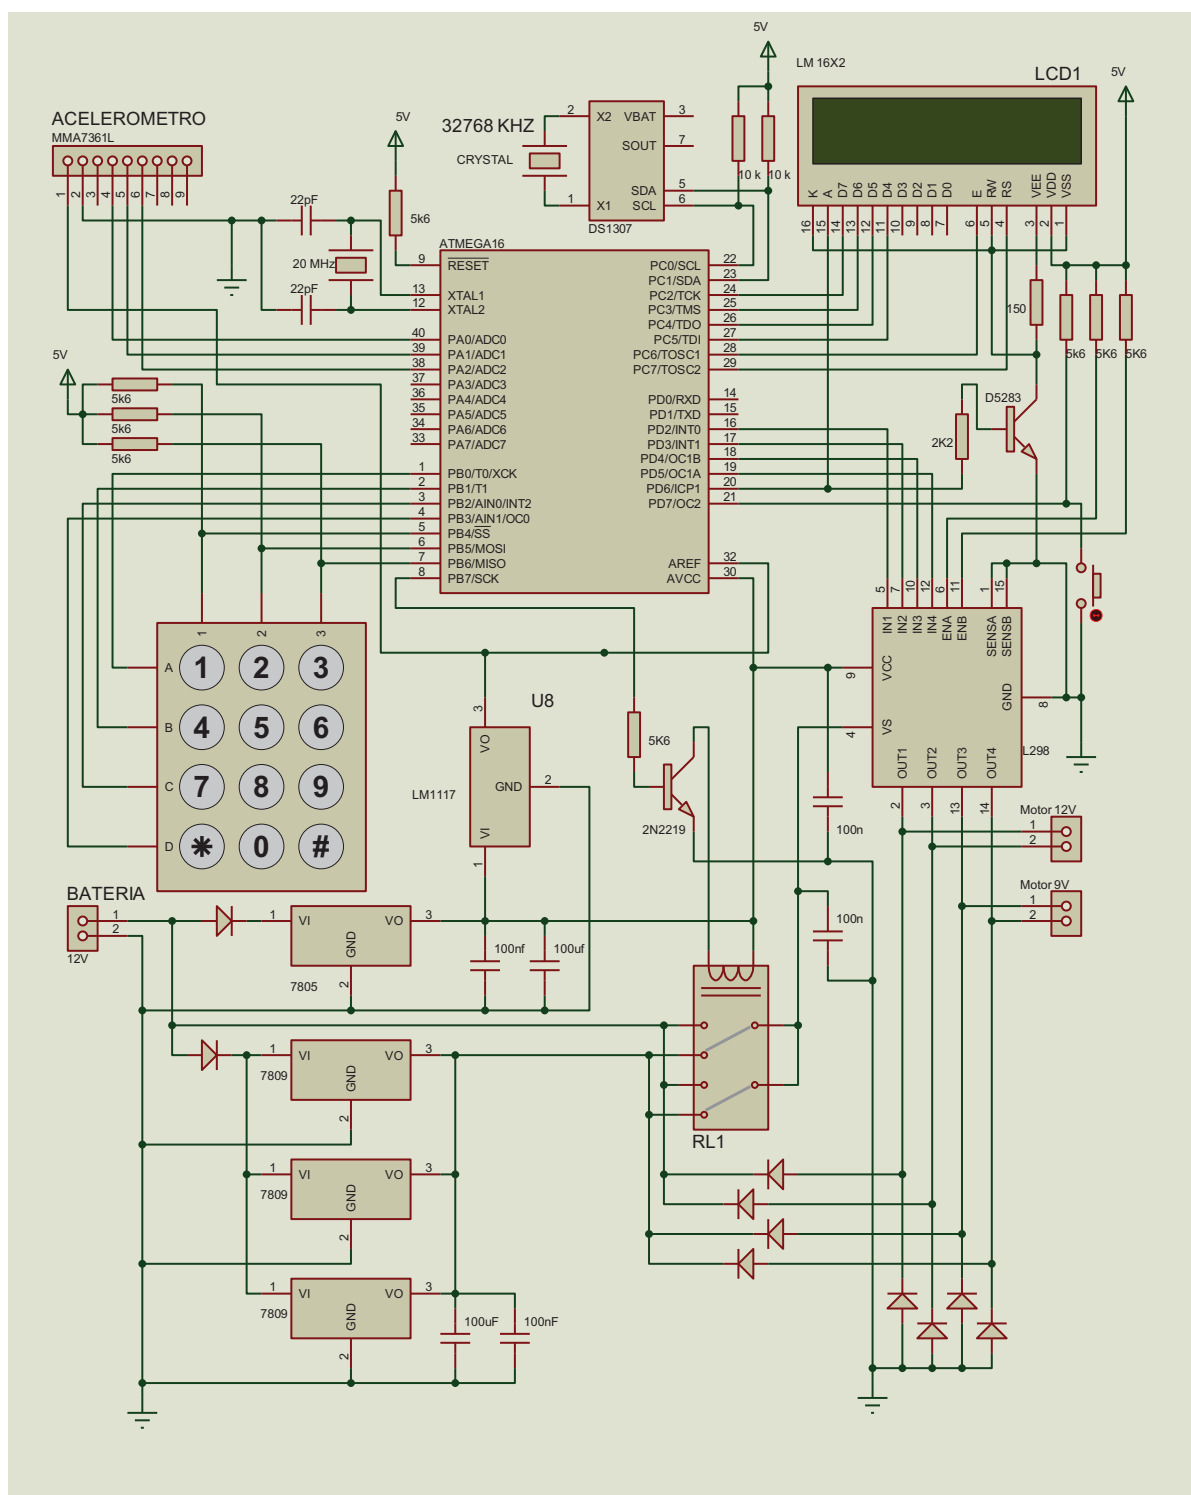 5V
LM 16X2
LCD1
5V
ACELEROMETRO
MMA7361L
1 2 3 4 5 6 7 8 9
5V
5k6
22pF
20 MHz
22pF
32768 KHZ
CRYSTAL
2 X2 VBAT 3
SOUT 7
SDA 5
1 X1 SCL 6
DS1307
10 k 10 k
K A D7 D6 D5 D4 D3 D2 D1 D0 E RW RS VEE VDD VSS
16 15 14 13 12 11 10 9 8 7 6 5 4 3 2 1
ATMEGA16
9 RESET PC0/SCL 22
PC1/SDA 23
13 XTAL1 PC2/TCK 24
12 XTAL2 PC3/TMS 25
PC4/TDO 26
40 PA0/ADC0 PC5/TDI 27
39 PA1/ADC1 PC6/TOSC1 28
38 PA2/ADC2 PC7/TOSC2 29
37 PA3/ADC3
36 PA4/ADC4 PD0/RXD 14
35 PA5/ADC5 PD1/TXD 15
34 PA6/ADC6 PD2/INT0 16
33 PA7/ADC7 PD3/INT1 17
PD4/OC1B 18
1 PB0/T0/XCK PD5/OC1A 19
2 PB1/T1 PD6/ICP1 20
3 PB2/AIN0/INT2 PD7/OC2 21
4 PB3/AIN1/OC0
5 PB4/SS
6 PB5/MOSI
7 PB6/MISO AREF 32
8 PB7/SCK AVCC 30
150
5k6 5K6 5K6
D5283
2K2
5V
5k6
5k6
5k6
1 2 3
A 1 2 3
B 4 5 6
C 7 8 9
D * 0 #
5 7 10 12 6 11 1 15
IN1 IN2 IN3 IN4 ENA ENB SENSA SENSB
9 VCC
4 VS
GND 8
L298
OUT1 OUT2 OUT3 OUT4
2 3 13 14
U8
3
VO
GND 2
LM1117
VI
1
5K6
2N2219
100n
100n
Motor 12V
1
2
Motor 9V
1
2
BATERIA
1
2
12V
1 VI VO 3
GND
7805
2
100nf
100uf
1 VI VO 3
7809
GND
2
RL1
1 VI VO 3
7809
GND
2
1 VI VO 3
7809
GND
2
100uF
100nF